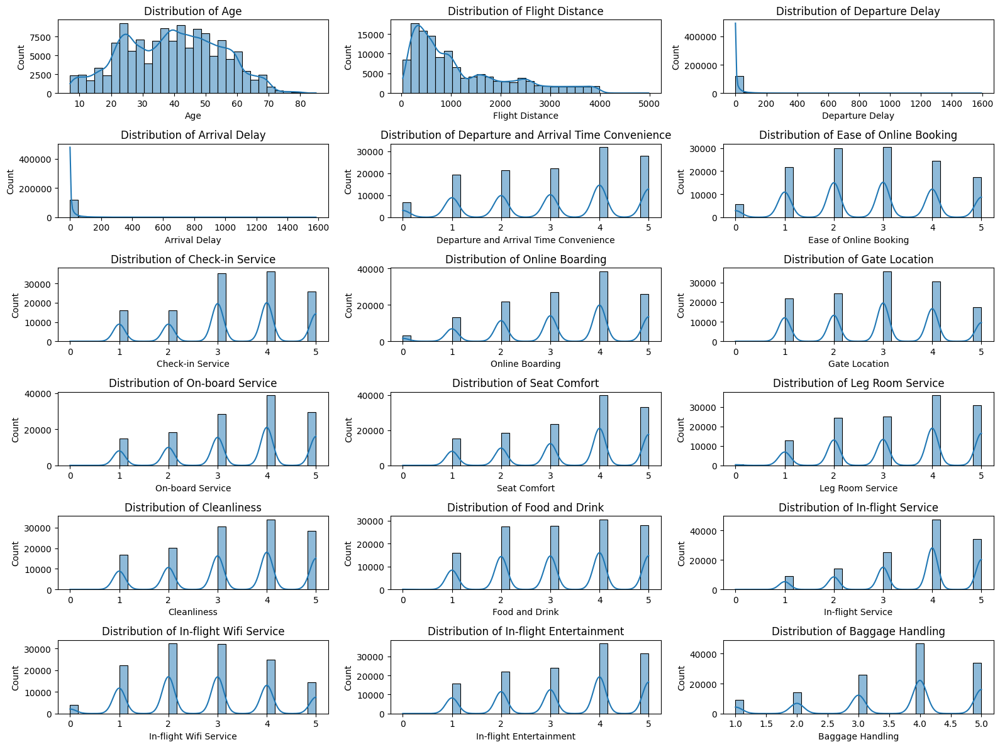 Distribution of Age
Count
7500
5000
2500
0
10 20 30 40 50 60 70 80
Age
Distribution of Flight Distance
Count
15000
10000
5000
0
0 1000 2000 3000 4000 5000
Flight Distance
Distribution of Departure Delay
Count
400000
200000
0
0 200 400 600 800 1000 1200 1400 1600
Departure Delay
Distribution of Arrival Delay
Count
400000
200000
0
0 200 400 600 800 1000 1200 1400 1600
Arrival Delay
Distribution of Departure and Arrival Time Convenience
Count
30000
20000
10000
0
0 1 2 3 4 5
Departure and Arrival Time Convenience
Distribution of Ease of Online Booking
Count
30000
20000
10000
0
0 1 2 3 4 5
Ease of Online Booking
Distribution of Check-in Service
Count
30000
20000
10000
0
0 1 2 3 4 5
Check-in Service
Distribution of Online Boarding
Count
40000
20000
0
0 1 2 3 4 5
Online Boarding
Distribution of Gate Location
Count
30000
20000
10000
0
0 1 2 3 4 5
Gate Location
Distribution of On-board Service
Count
40000
20000
0
0 1 2 3 4 5
On-board Service
Distribution of Seat Comfort
Count
40000
30000
20000
10000
0
0 1 2 3 4 5
Seat Comfort
Distribution of Leg Room Service
Count
30000
20000
10000
0
0 1 2 3 4 5
Leg Room Service
Distribution of Cleanliness
Count
30000
20000
10000
0
0 1 2 3 4 5
Cleanliness
Distribution of Food and Drink
Count
30000
20000
10000
0
0 1 2 3 4 5
Food and Drink
Distribution of In-flight Service
Count
40000
20000
0
0 1 2 3 4 5
In-flight Service
Distribution of In-flight Wifi Service
Count
30000
20000
10000
0
0 1 2 3 4 5
In-flight Wifi Service
Distribution of In-flight Entertainment
Count
30000
20000
10000
0
0 1 2 3 4 5
In-flight Entertainment
Distribution of Baggage Handling
Count
40000
20000
0
1.0 1.5 2.0 2.5 3.0 3.5 4.0 4.5 5.0
Baggage Handling